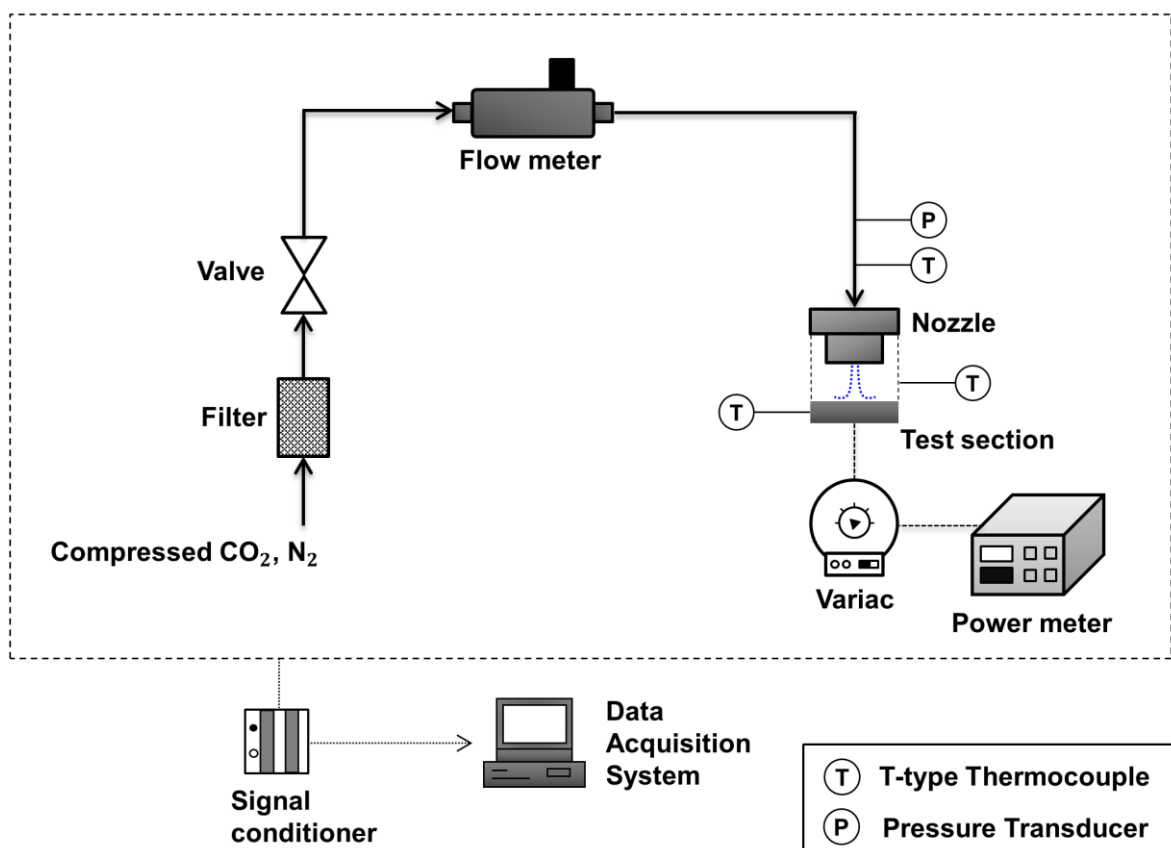 Flow meter
P
Valve
T
Nozzle
T
Filter
T
Test section
Compressed CO₂, N₂
Variac
Power meter
Data
Acquisition
System
Signal
conditioner
T T-type Thermocouple
P Pressure Transducer